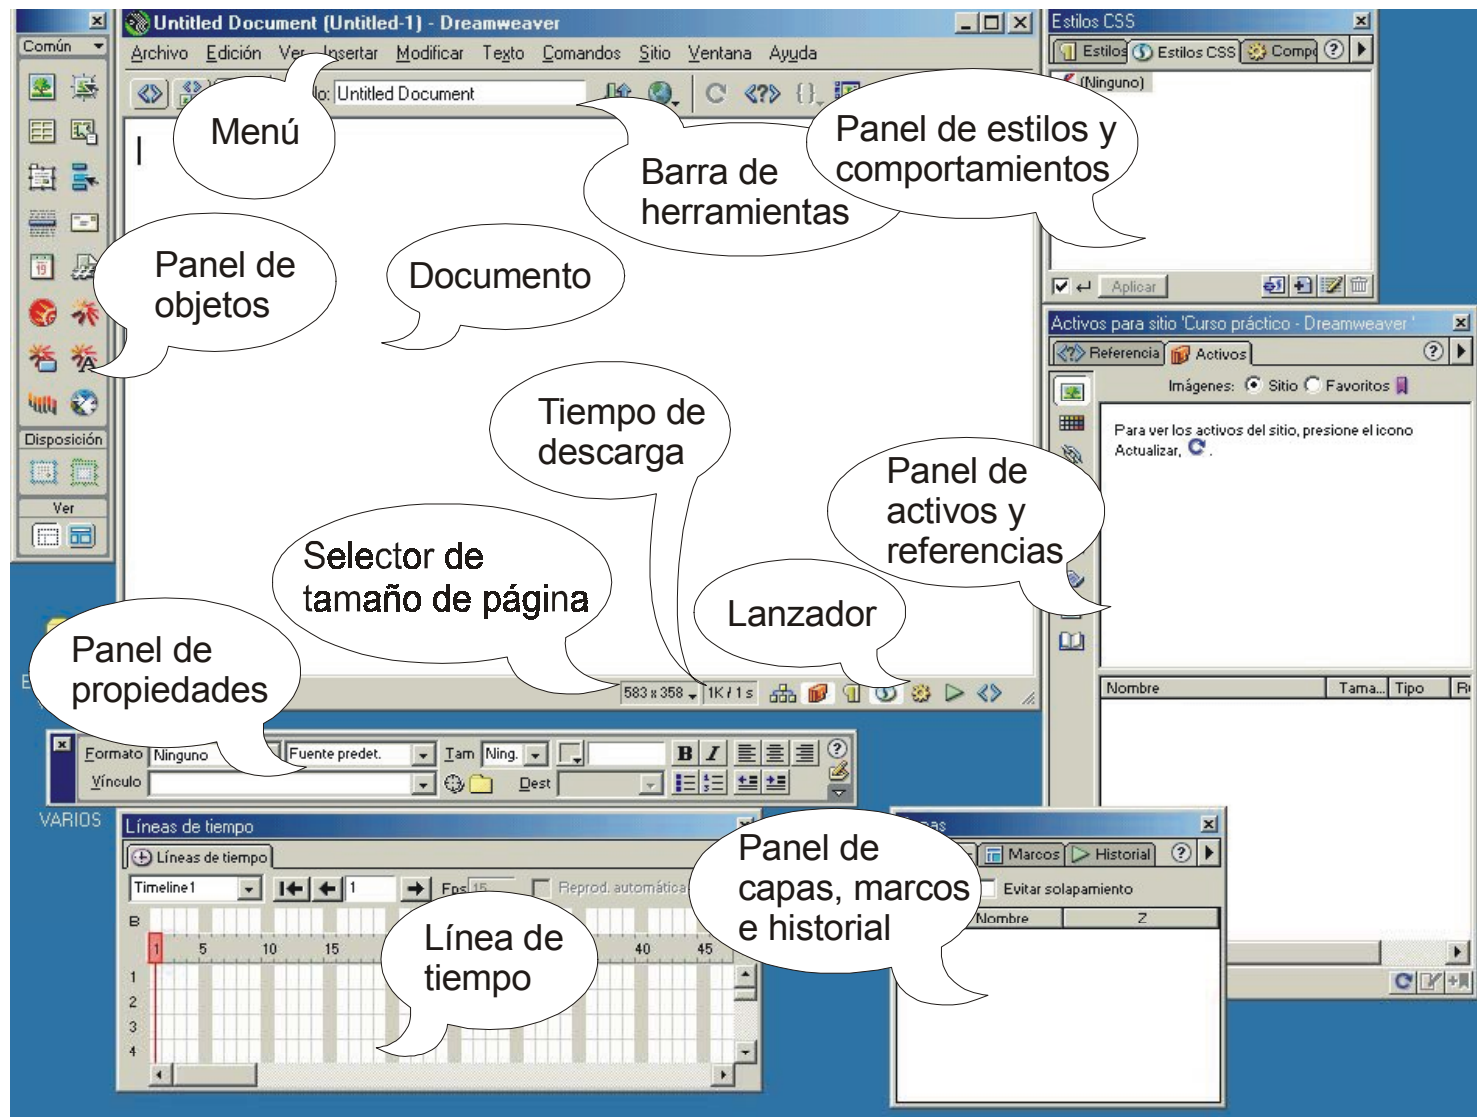 Común
Untitled Document (Untitled-1) - Dreamweaver
Archivo Edición Ver Insertar Modificar Texto Comandos Sitio Ventana Ayuda
Untitled Document
Menú
Barra de
herramientas
Panel de
objetos
Documento
Tiempo de
descarga
Selector de
tamaño de página
Lanzador
583 x 358 1K / 1 s
19
Disposición
Ver
Estilos CSS
Estilos Estilos CSS
(Ninguno)
Panel de estilos y
comportamientos
Aplicar
Activos para sitio 'Curso práctico - Dreamweaver '
Referencia Activos
Imágenes: Sitio Favoritos
Para ver los activos del sitio, presione el icono
Actualizar, .
Panel de
activos y
referencias
Nombre Tama... Tipo
Panel de
propiedades
Formato Ninguno Fuente predet. Tam Ning. B I
Vínculo Dest
VARIOS
Líneas de tiempo
Líneas de tiempo
Timeline1 1 Fps 15 Reprod. automática
B
1 5 10 15 40 45
1
2
3
4
Línea de
tiempo
Panel de
capas, marcos
e historial
Marcos Historial
Evitar solapamiento
Nombre Z